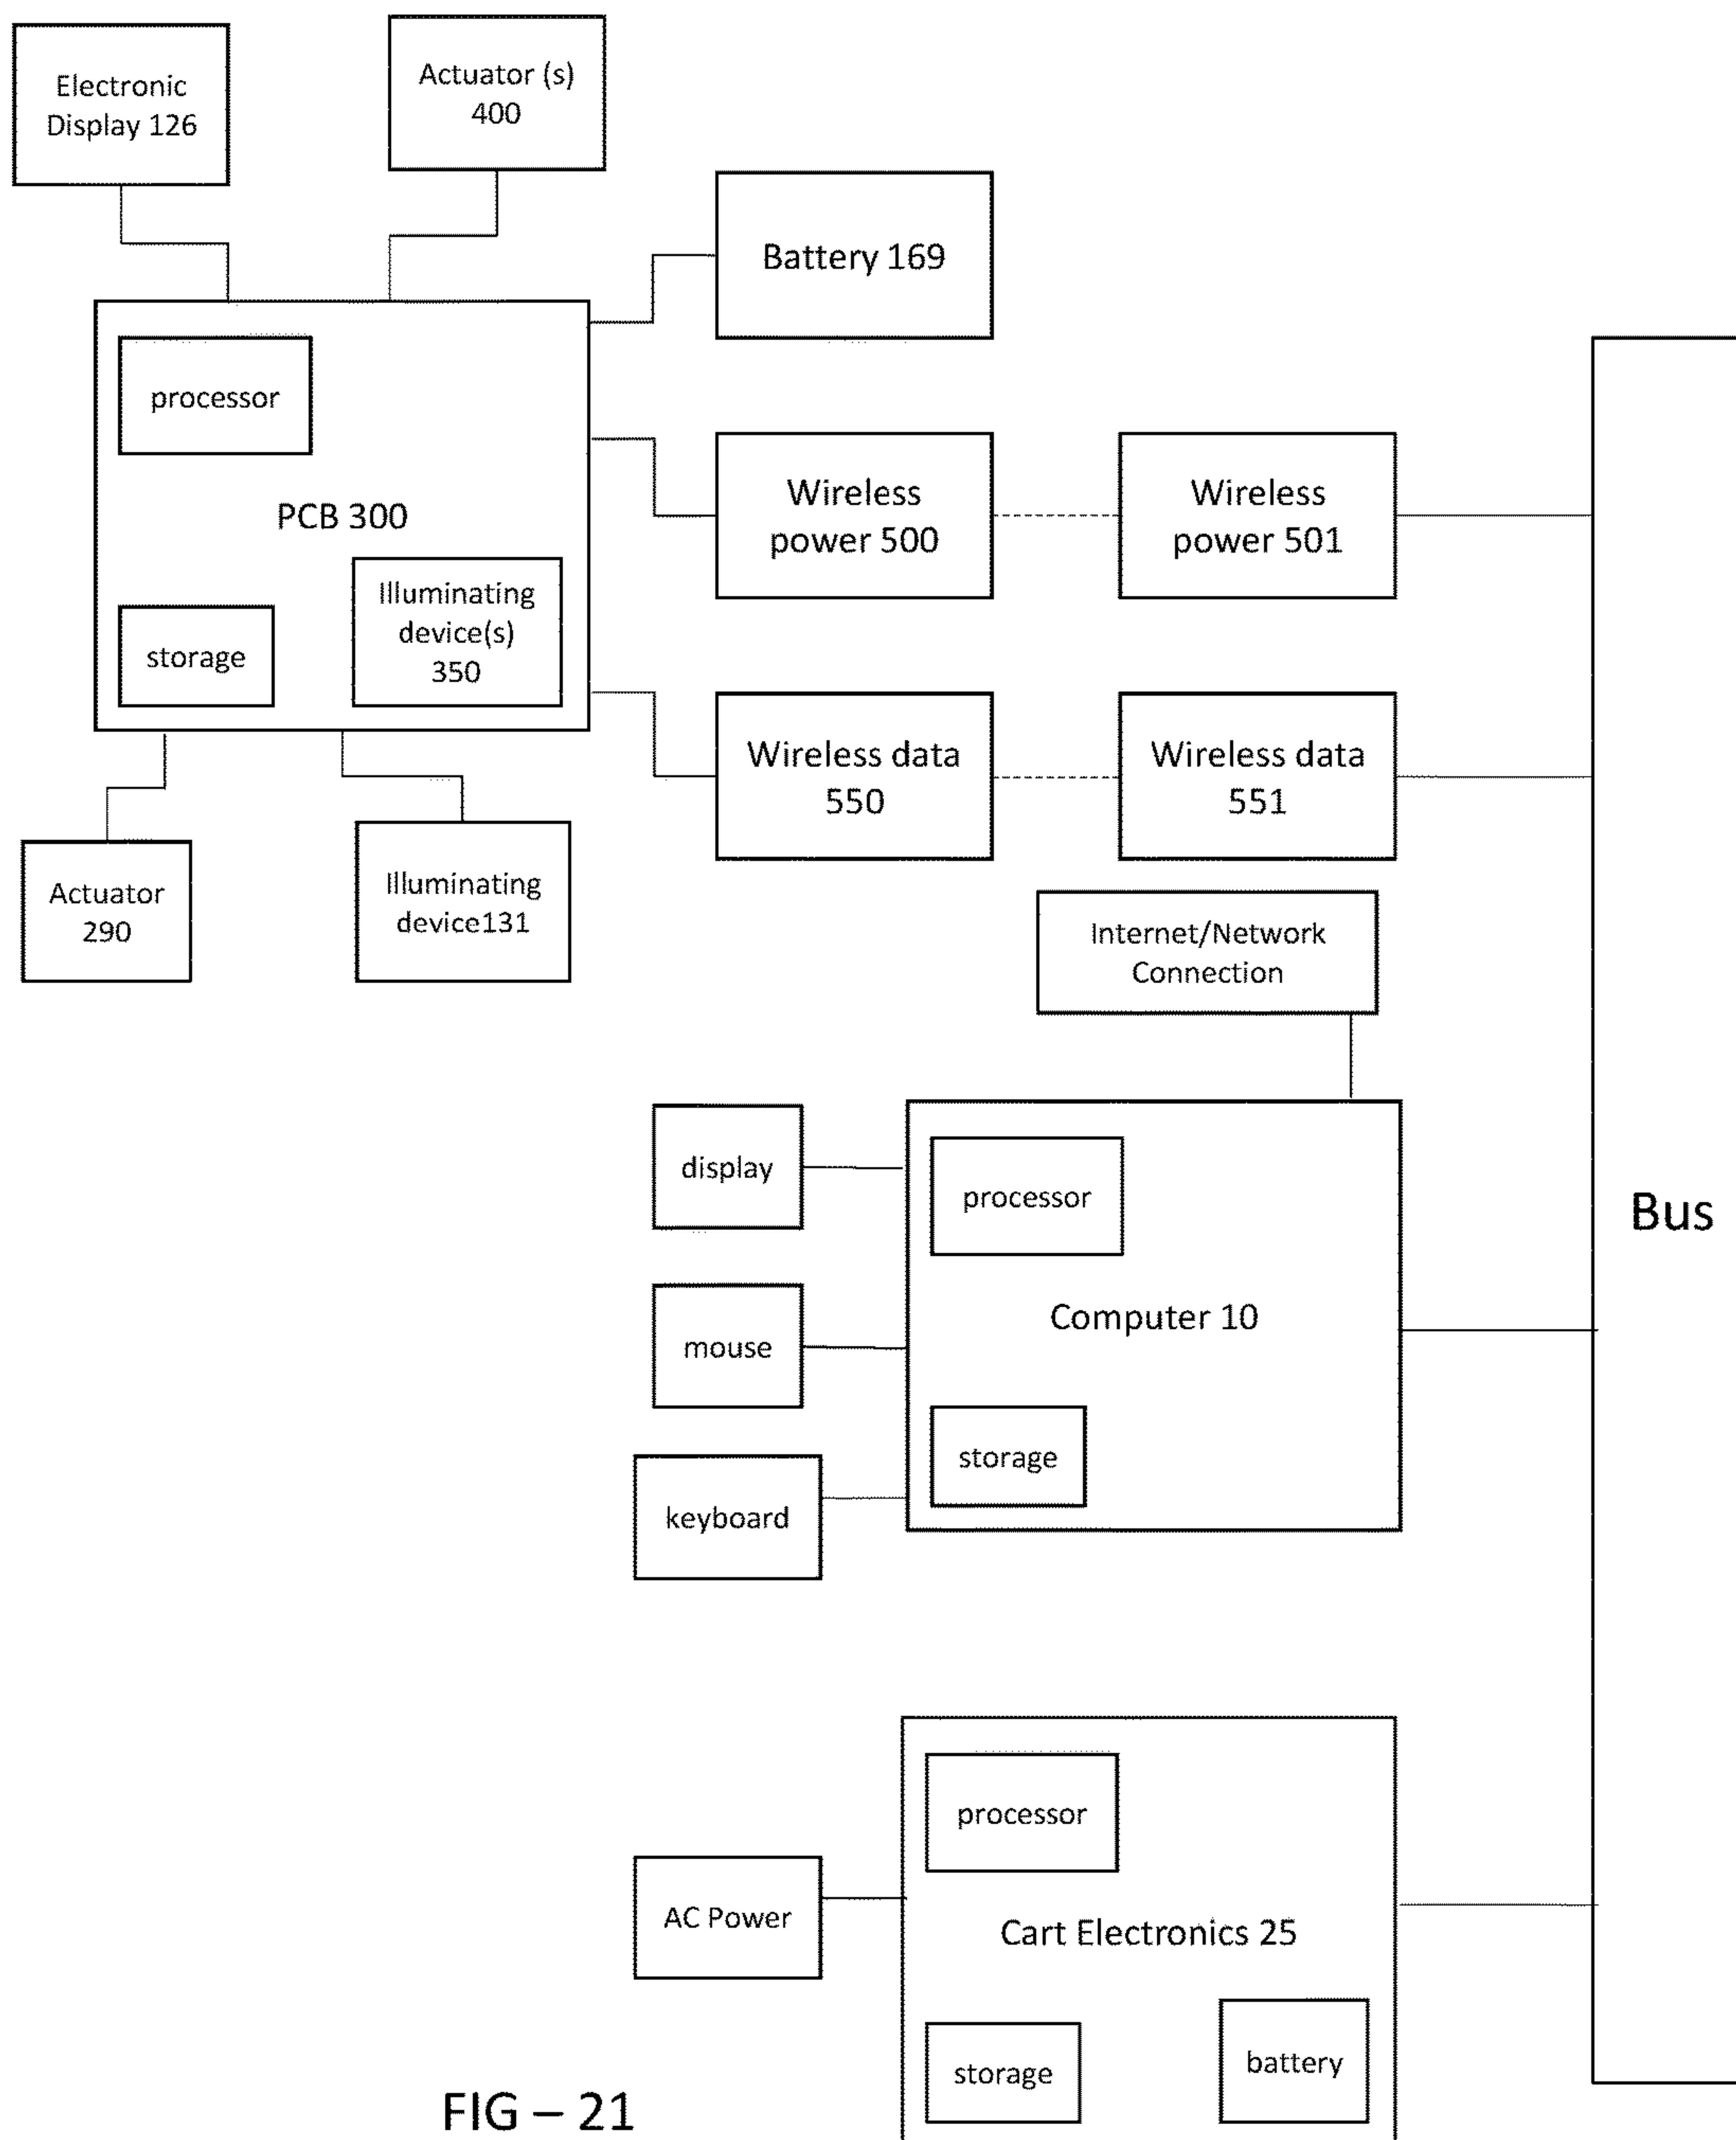 Electronic
Display 126
Actuator (s)
400
Battery 169
processor
PCB 300
Wireless
power 500
Wireless
power 501
Illuminating
device(s)
350
storage
Wireless data
550
Wireless data
551
Actuator
290
Illuminating
device131
Internet/Network
Connection
display
processor
Bus
mouse
Computer 10
storage
keyboard
processor
AC Power
Cart Electronics 25
storage
battery
FIG – 21